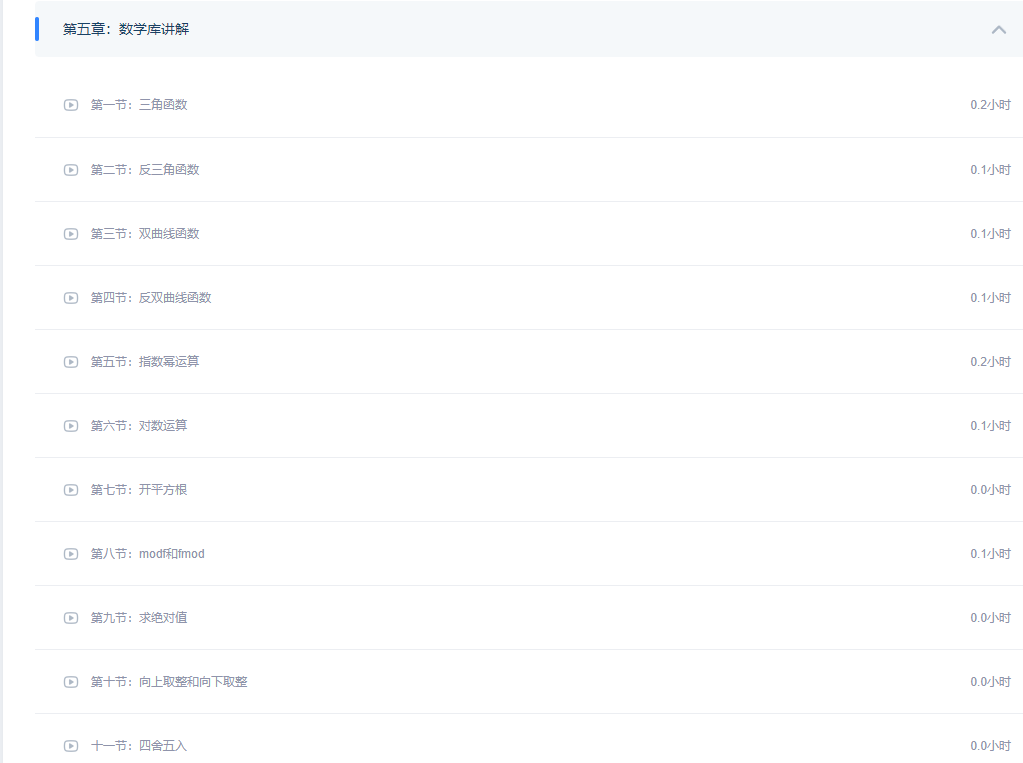 第五章：数学库讲解
第一节：三角函数 0.2小时
第二节：反三角函数 0.1小时
第三节：双曲线函数 0.1小时
第四节：反双曲线函数 0.1小时
第五节：指数幂运算 0.2小时
第六节：对数运算 0.1小时
第七节：开平方根 0.0小时
第八节：modf和fmod 0.1小时
第九节：求绝对值 0.0小时
第十节：向上取整和向下取整 0.0小时
十一节：四舍五入 0.0小时